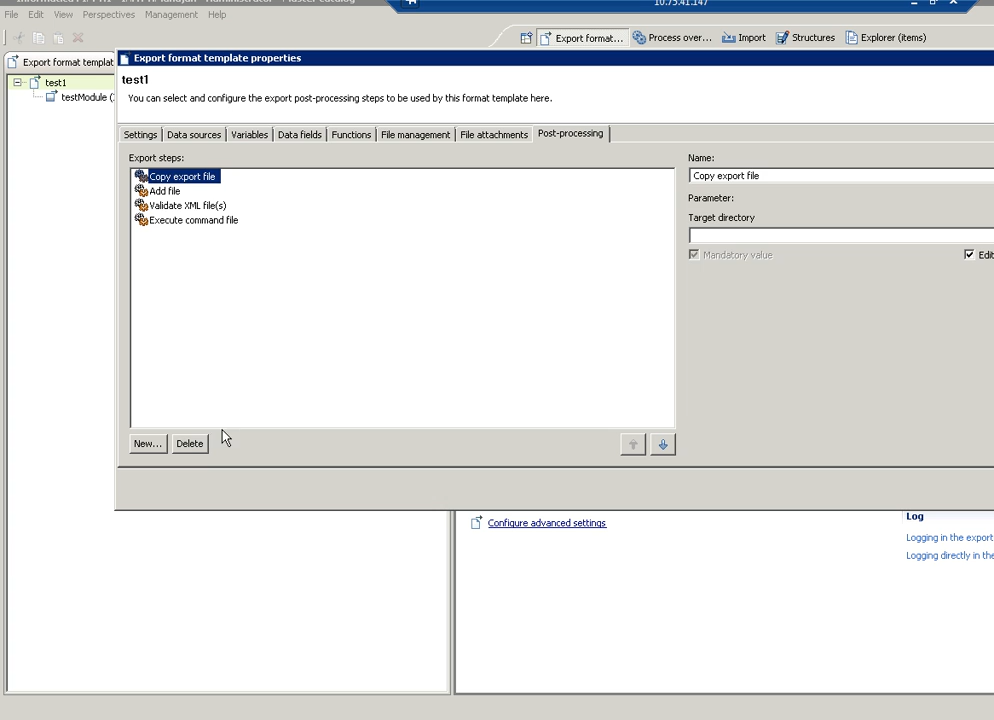 10.75.41.147
File Edit View Perspectives Management Help
Export format... Process over... Import Structures Explorer (items)
Export format templat
Export format template properties
test1
test1
testModule (
You can select and configure the export post-processing steps to be used by this format template here.
Settings Data sources Variables Data fields Functions File management File attachments Post-processing
Export steps:
Copy export file
Add file
Validate XML file(s)
Execute command file
Name:
Copy export file
Parameter:
Target directory
Mandatory value
Edit
New... Delete
Configure advanced settings
Log
Logging in the export
Logging directly in the